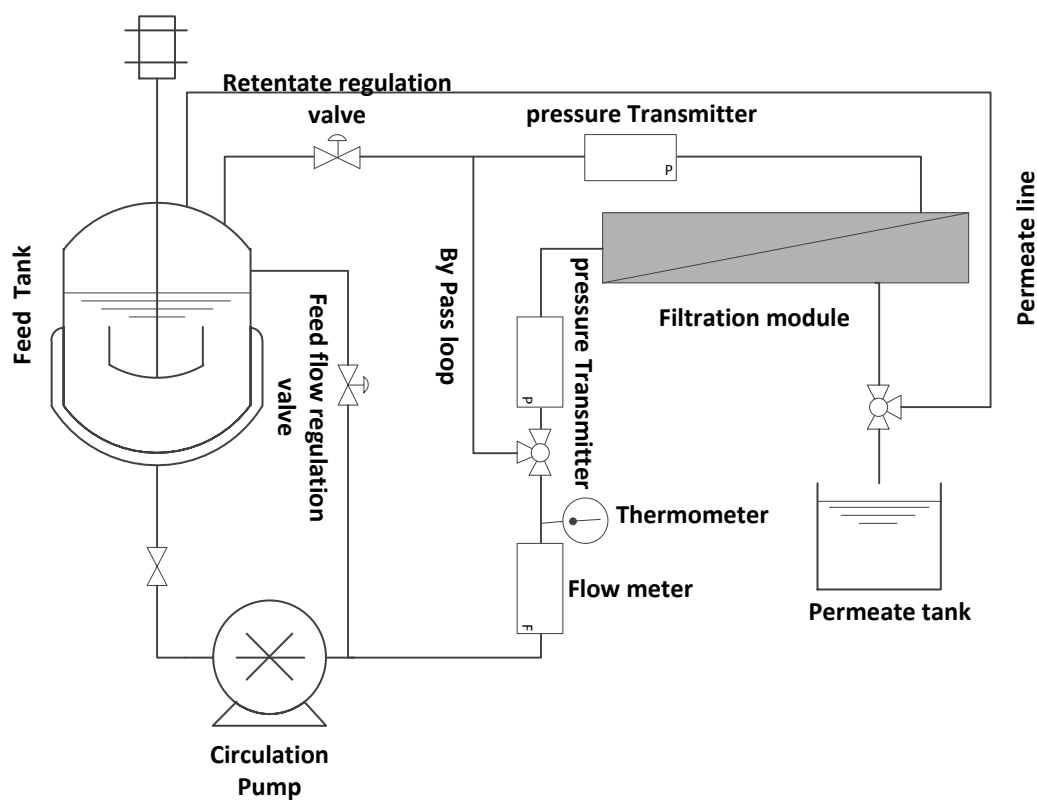 Retentate regulation
valve
pressure Transmitter
P
Permeate line
Feed  Tank
By Pass loop
pressure Transmitter
P
Filtration module
Feed flow regulation
valve
Thermometer
Flow meter
F
Permeate tank
Circulation
Pump